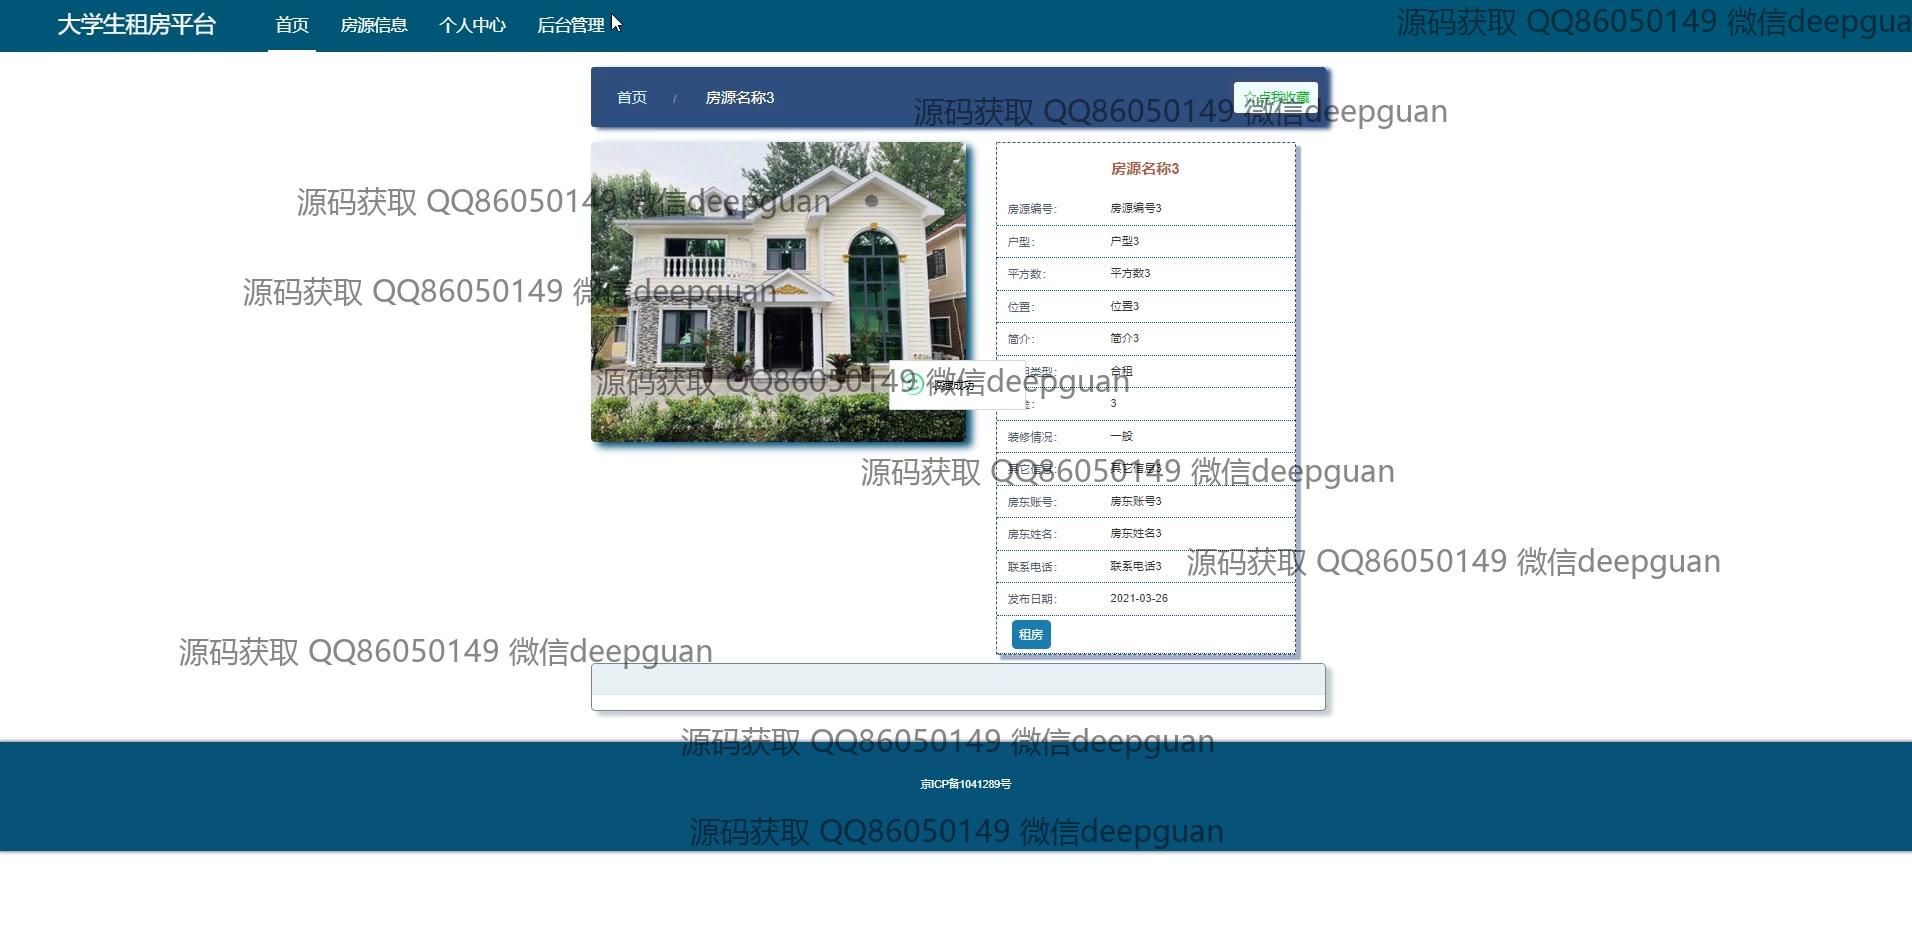 大学生租房平台 首页 房源信息 个人中心 后台管理
源码获取 QQ86050149 微信deepgua
首页 / 房源名称3 ☆点我收藏
源码获取 QQ86050149 微信deepguan
房源名称3
源码获取 QQ86050149 微信deepguan
房源编号: 房源编号3
户型: 户型3
平方数: 平方数3
源码获取 QQ86050149 微信deepguan
位置: 位置3
简介: 简介3
类型: 合租
源码获取 QQ86050149 微信deepguan
收藏成功
金: 3
装修情况: 一般
其它信息: 其它信息3
源码获取 QQ86050149 微信deepguan
房东账号: 房东账号3
房东姓名: 房东姓名3
源码获取 QQ86050149 微信deepguan
联系电话: 联系电话3
发布日期: 2021-03-26
租房
源码获取 QQ86050149 微信deepguan
源码获取 QQ86050149 微信deepguan
京ICP备1041289号
源码获取 QQ86050149 微信deepguan